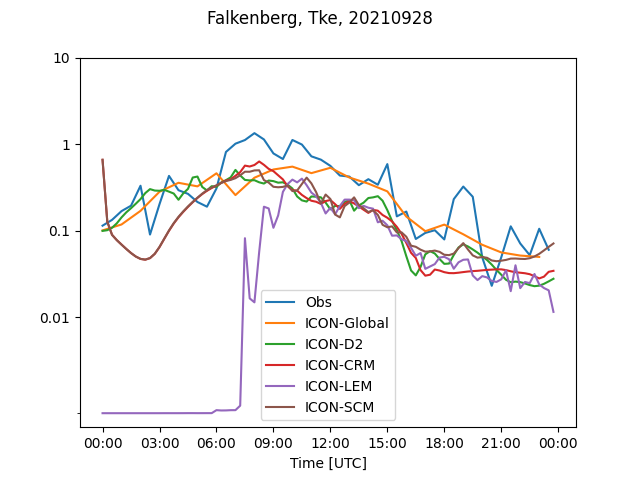 Falkenberg, Tke, 20210928
10
1
0.1
0.01
Obs
ICON-Global
ICON-D2
ICON-CRM
ICON-LEM
ICON-SCM
00:00 03:00 06:00 09:00 12:00 15:00 18:00 21:00 00:00
Time [UTC]